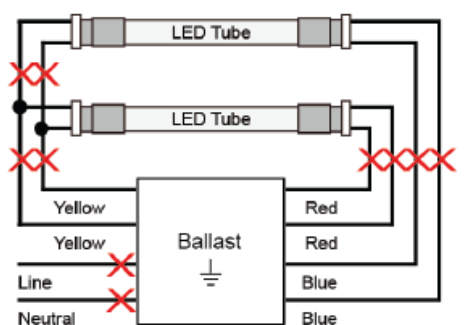 LED Tube
LED Tube
Yellow
Red
Yellow
Ballast
Red
Line
Blue
Neutral
Blue